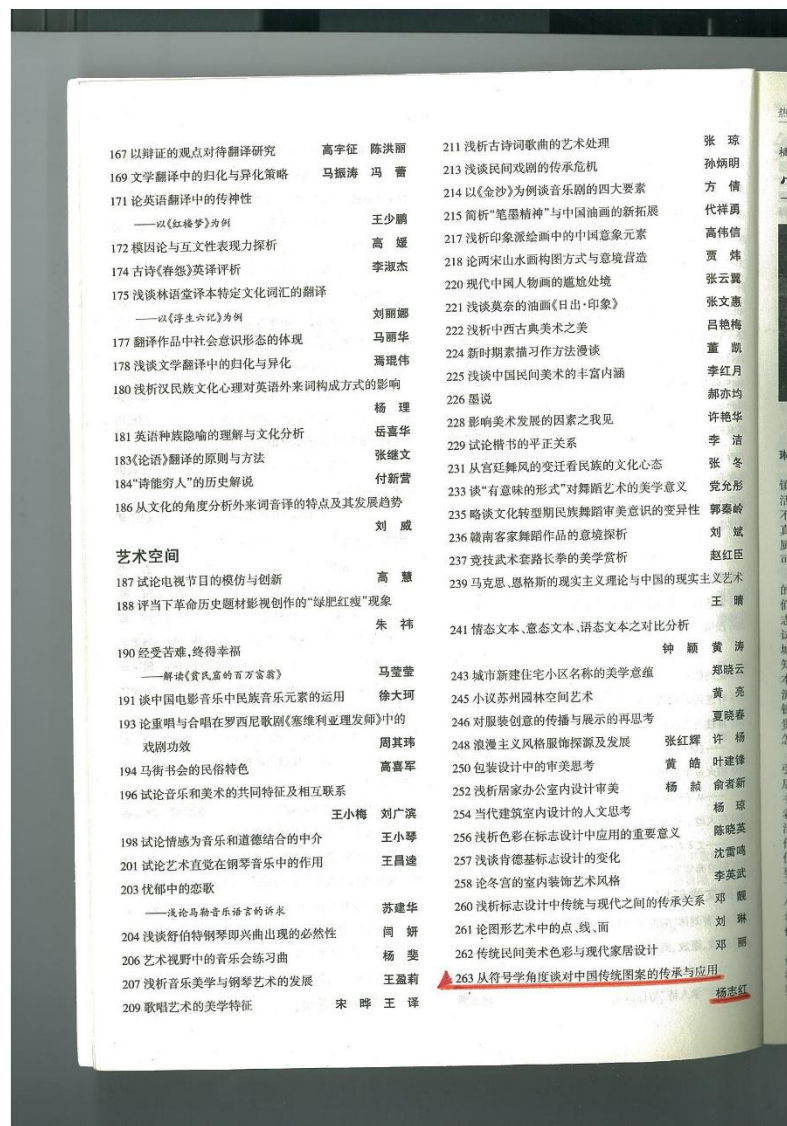 167 以辩证的观点对待翻译研究 高字征 陈洪丽
169 文学翻译中的归化与异化策略 马振涛 冯 蕾
171 论英语翻译中的传神性
——以《红楼梦》为例 王少鹏
172 模因论与互文性表现力探析 高 媛
174 古诗《春怨》英译评析 李淑杰
175 浅谈林语堂译本特定文化词汇的翻译
——以《浮生六记》为例 刘丽娜
177 翻译作品中社会意识形态的体现 马丽华
178 浅谈文学翻译中的归化与异化 焉琨伟
180 浅析汉民族文化心理对英语外来词构成方式的影响
杨 理
181 英语种族隐喻的理解与文化分析 岳喜华
183《论语》翻译的原则与方法 张继文
184“诗能穷人”的历史解说 付新营
186 从文化的角度分析外来词音译的特点及其发展趋势
刘 威
艺术空间
187 试论电视节目的模仿与创新 高 慧
188 评当下革命历史题材影视创作的“绿肥红瘦”现象
朱 祎
190 经受苦难,终得幸福
——解读《贫民窟的百万富翁》 马莹莹
191 谈中国电影音乐中民族音乐元素的运用 徐大珂
193 论重唱与合唱在罗西尼歌剧《塞维利亚理发师》中的
戏剧功效 周其玮
194 马街书会的民俗特色 高喜军
196 试论音乐和美术的共同特征及相互联系
王小梅 刘广滨
198 试论情感为音乐和道德结合的中介 王小琴
201 试论艺术直觉在钢琴音乐中的作用 王昌逵
203 忧郁中的恋歌
——浅论马勒音乐语言的诉求 苏建华
204 浅谈舒伯特钢琴即兴曲出现的必然性 闫 妍
206 艺术视野中的音乐会练习曲 杨 斐
207 浅析音乐美学与钢琴艺术的发展 王盈莉
209 歌唱艺术的美学特征 宋 晔 王 译
211 浅析古诗词歌曲的艺术处理 张 琼
213 浅谈民间戏剧的传承危机 孙炳明
214 以《金沙》为例谈音乐剧的四大要素 方 倩
215 简析“笔墨精神”与中国油画的新拓展 代祥勇
217 浅析印象派绘画中的中国意象元素 高伟信
218 论两宋山水画构图方式与意境营造 贾 炜
220 现代中国人物画的尴尬处境 张云翼
221 浅谈莫奈的油画《日出·印象》 张文惠
222 浅析中西古典美术之美 吕艳梅
224 新时期素描习作方法漫谈 董 凯
225 浅谈中国民间美术的丰富内涵 李红月
226 墨说 郝亦均
228 影响美术发展的因素之我见 许艳华
229 试论楷书的平正关系 李 洁
231 从宫廷舞风的变迁看民族的文化心态 张 冬
233 谈“有意味的形式”对舞蹈艺术的美学意义 党允彤
235 略谈文化转型期民族舞蹈审美意识的变异性 郭秦岭
236 赣南客家舞蹈作品的意境探析 刘 斌
237 竞技武术套路长拳的美学赏析 赵红臣
239 马克思、恩格斯的现实主义理论与中国的现实主义艺术
王 晴
241 情态文本、意态文本、语态文本之对比分析
钟 颖 黄 涛
243 城市新建住宅小区名称的美学意蕴 郑晓云
245 小议苏州园林空间艺术 黄 亮
246 对服装创意的传播与展示的再思考 夏晓春
248 浪漫主义风格服饰探源及发展 张红辉 许 杨
250 包装设计中的审美思考 黄 皓 叶建锋
252 浅析居家办公室内设计审美 杨 赪 俞者新
254 当代建筑室内设计的人文思考 杨 琼
256 浅析色彩在标志设计中应用的重要意义 陈晓英
257 浅谈肯德基标志设计的变化 沈雷鸣
258 论冬宫的室内装饰艺术风格 李英武
260 浅析标志设计中传统与现代之间的传承关系 邓 靓
261 论图形艺术中的点、线、面 刘 琳
262 传统民间美术色彩与现代家居设计 邓 丽
263 从符号学角度谈对中国传统图案的传承与应用
杨志红